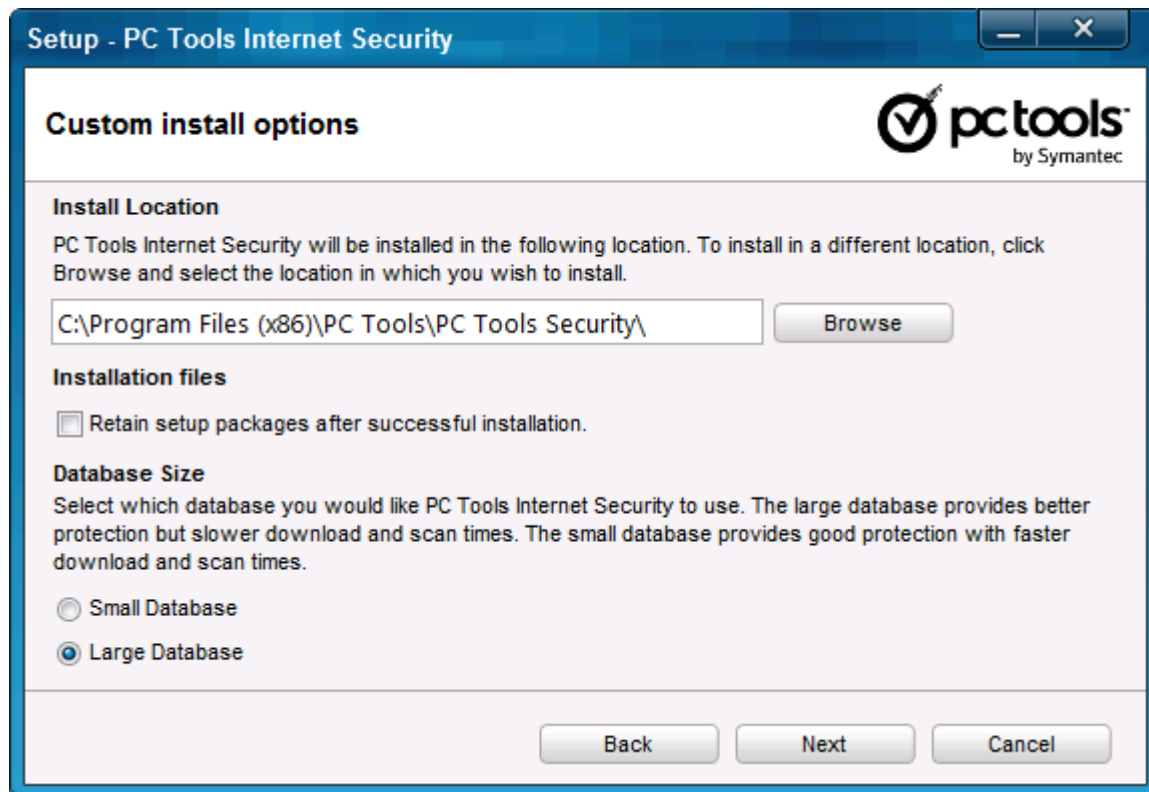 Setup - PC Tools Internet Security
Custom install options
pctools™
by Symantec
Install Location
PC Tools Internet Security will be installed in the following location. To install in a different location, click
Browse and select the location in which you wish to install.
C:\Program Files (x86)\PC Tools\PC Tools Security\
Browse
Installation files
Retain setup packages after successful installation.
Database Size
Select which database you would like PC Tools Internet Security to use. The large database provides better
protection but slower download and scan times. The small database provides good protection with faster
download and scan times.
Small Database
Large Database
Back
Next
Cancel